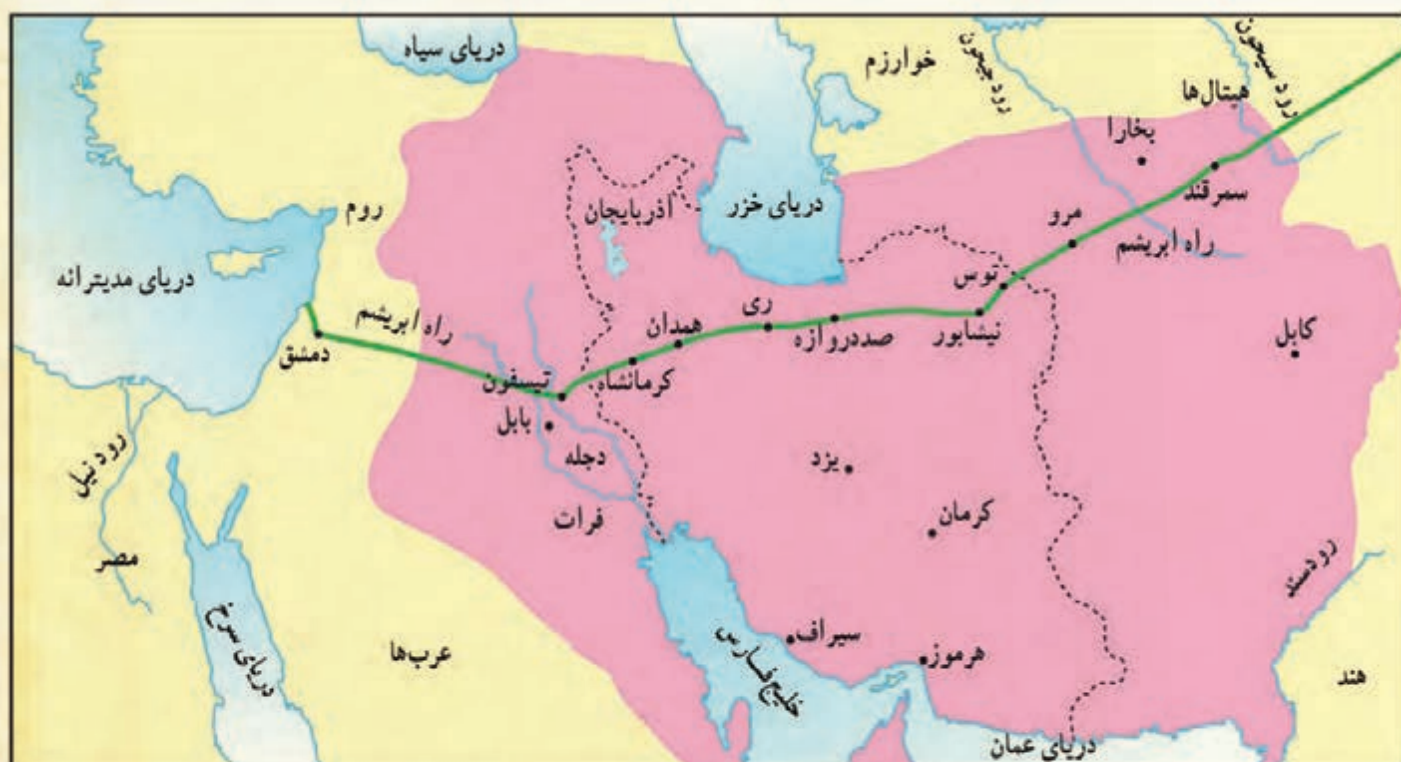 دریای سیاه
خوارزم
رود جیحون
رود سیحون
هپتال‌ها
بخارا
سمرقند
راه ابریشم
مرو
توس
نیشابور
صددروازه
ری
همدان
کرمانشاه
تیسفون
بابل
دجله
فرات
آذربایجان
دریای خزر
روم
دریای مدیترانه
راه ابریشم
دمشق
رود نیل
مصر
دریای سرخ
عرب‌ها
خلیج فارس
سیراف
هرموز
دریای عمان
یزد
کرمان
کابل
رود سند
هند